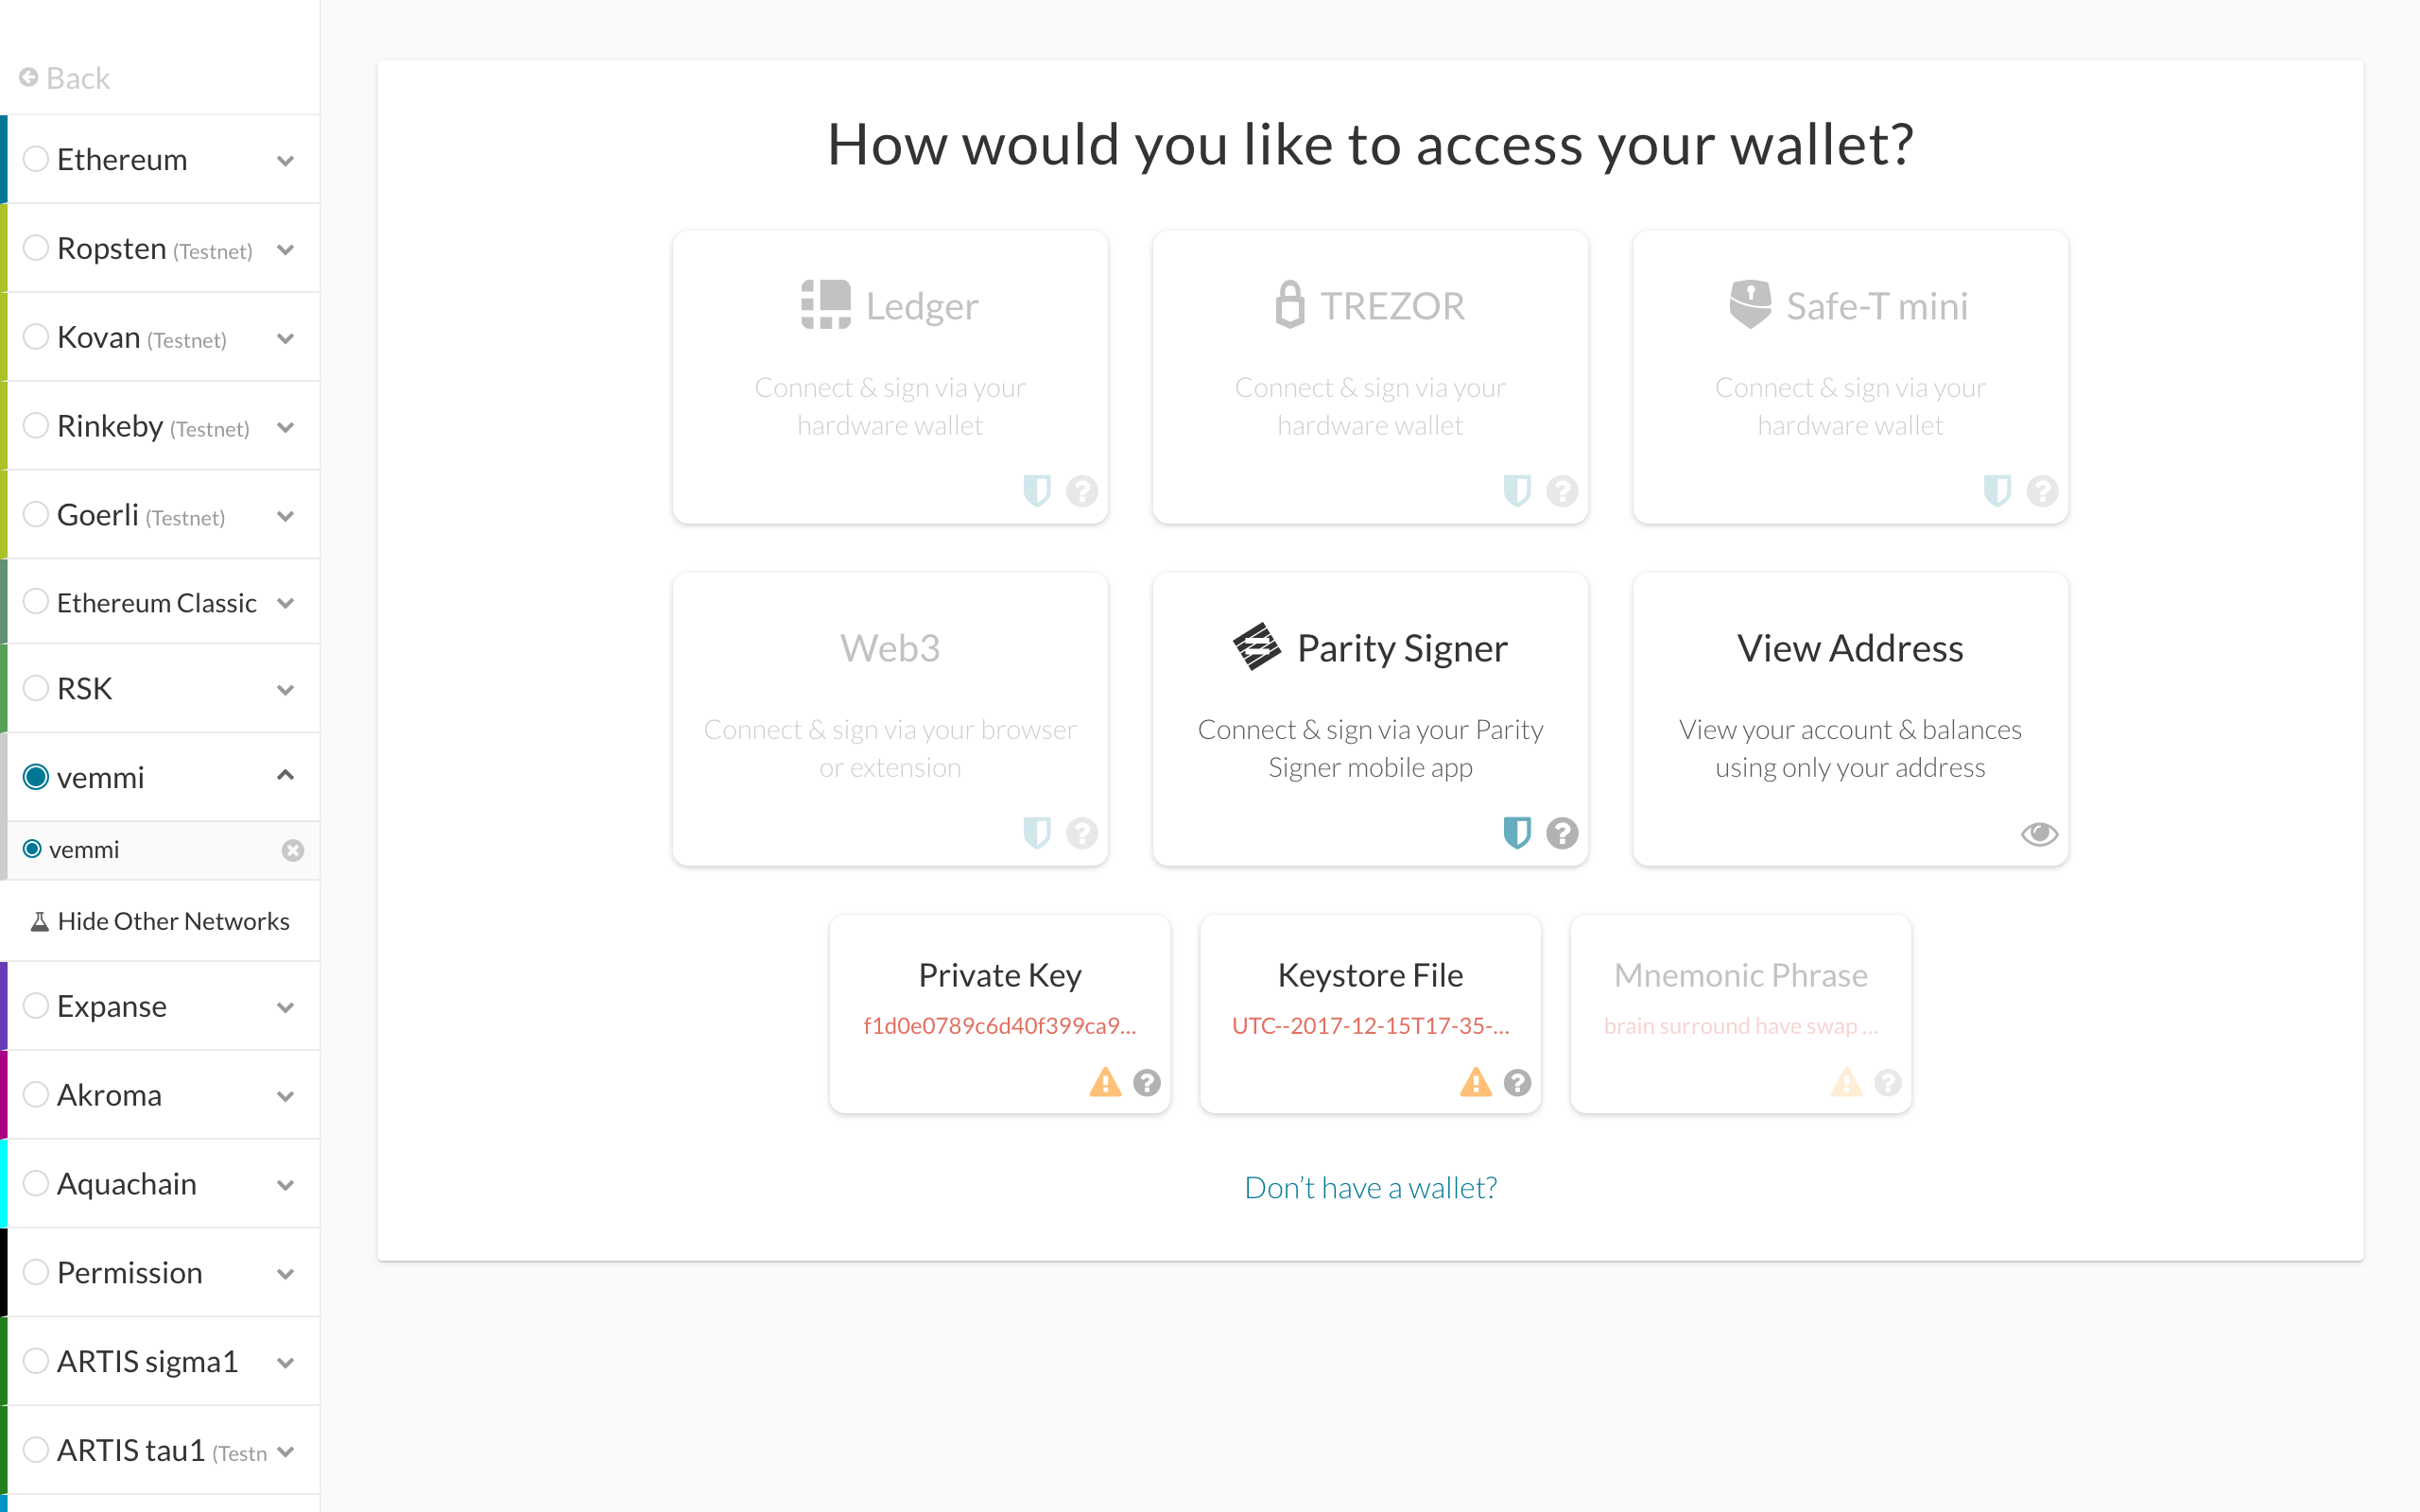 Back
Ethereum
Ropsten (Testnet)
Kovan (Testnet)
Rinkeby (Testnet)
Goerli (Testnet)
Ethereum Classic
RSK
vemmi
vemmi
Hide Other Networks
Expanse
Akroma
Aquachain
Permission
ARTIS sigma1
ARTIS tau1 (Testn
How would you like to access your wallet?
Ledger
Connect & sign via your
hardware wallet
TREZOR
Connect & sign via your
hardware wallet
Safe-T mini
Connect & sign via your
hardware wallet
Web3
Connect & sign via your browser
or extension
Parity Signer
Connect & sign via your Parity
Signer mobile app
View Address
View your account & balances
using only your address
Private Key
f1d0e0789c6d40f399ca9...
Keystore File
UTC--2017-12-15T17-35-...
Mnemonic Phrase
brain surround have swap ...
Don’t have a wallet?